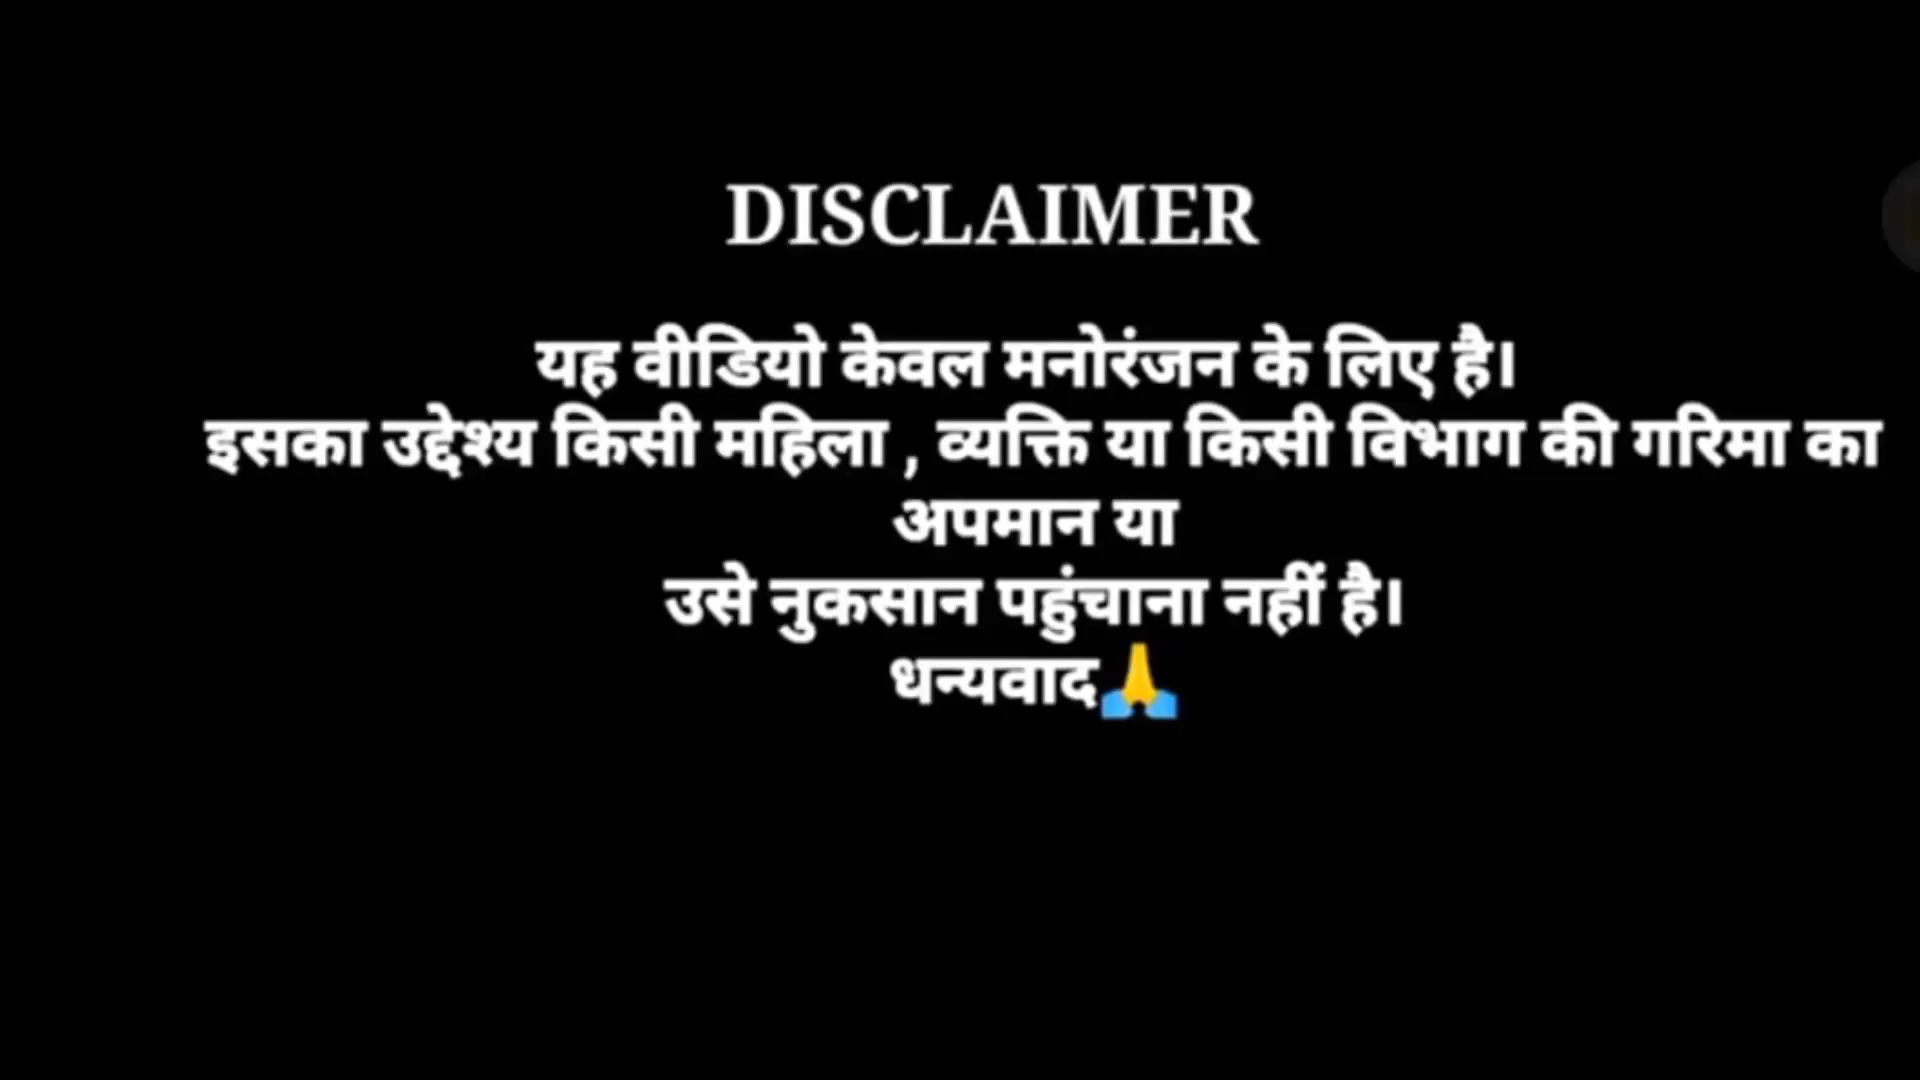 DISCLAIMER
यह वीडियो केवल मनोरंजन के लिए है।
इसका उद्देश्य किसी महिला , व्यक्ति या किसी विभाग की गरिमा का
अपमान या
उसे नुकसान पहुंचाना नहीं है।
धन्यवाद🙏